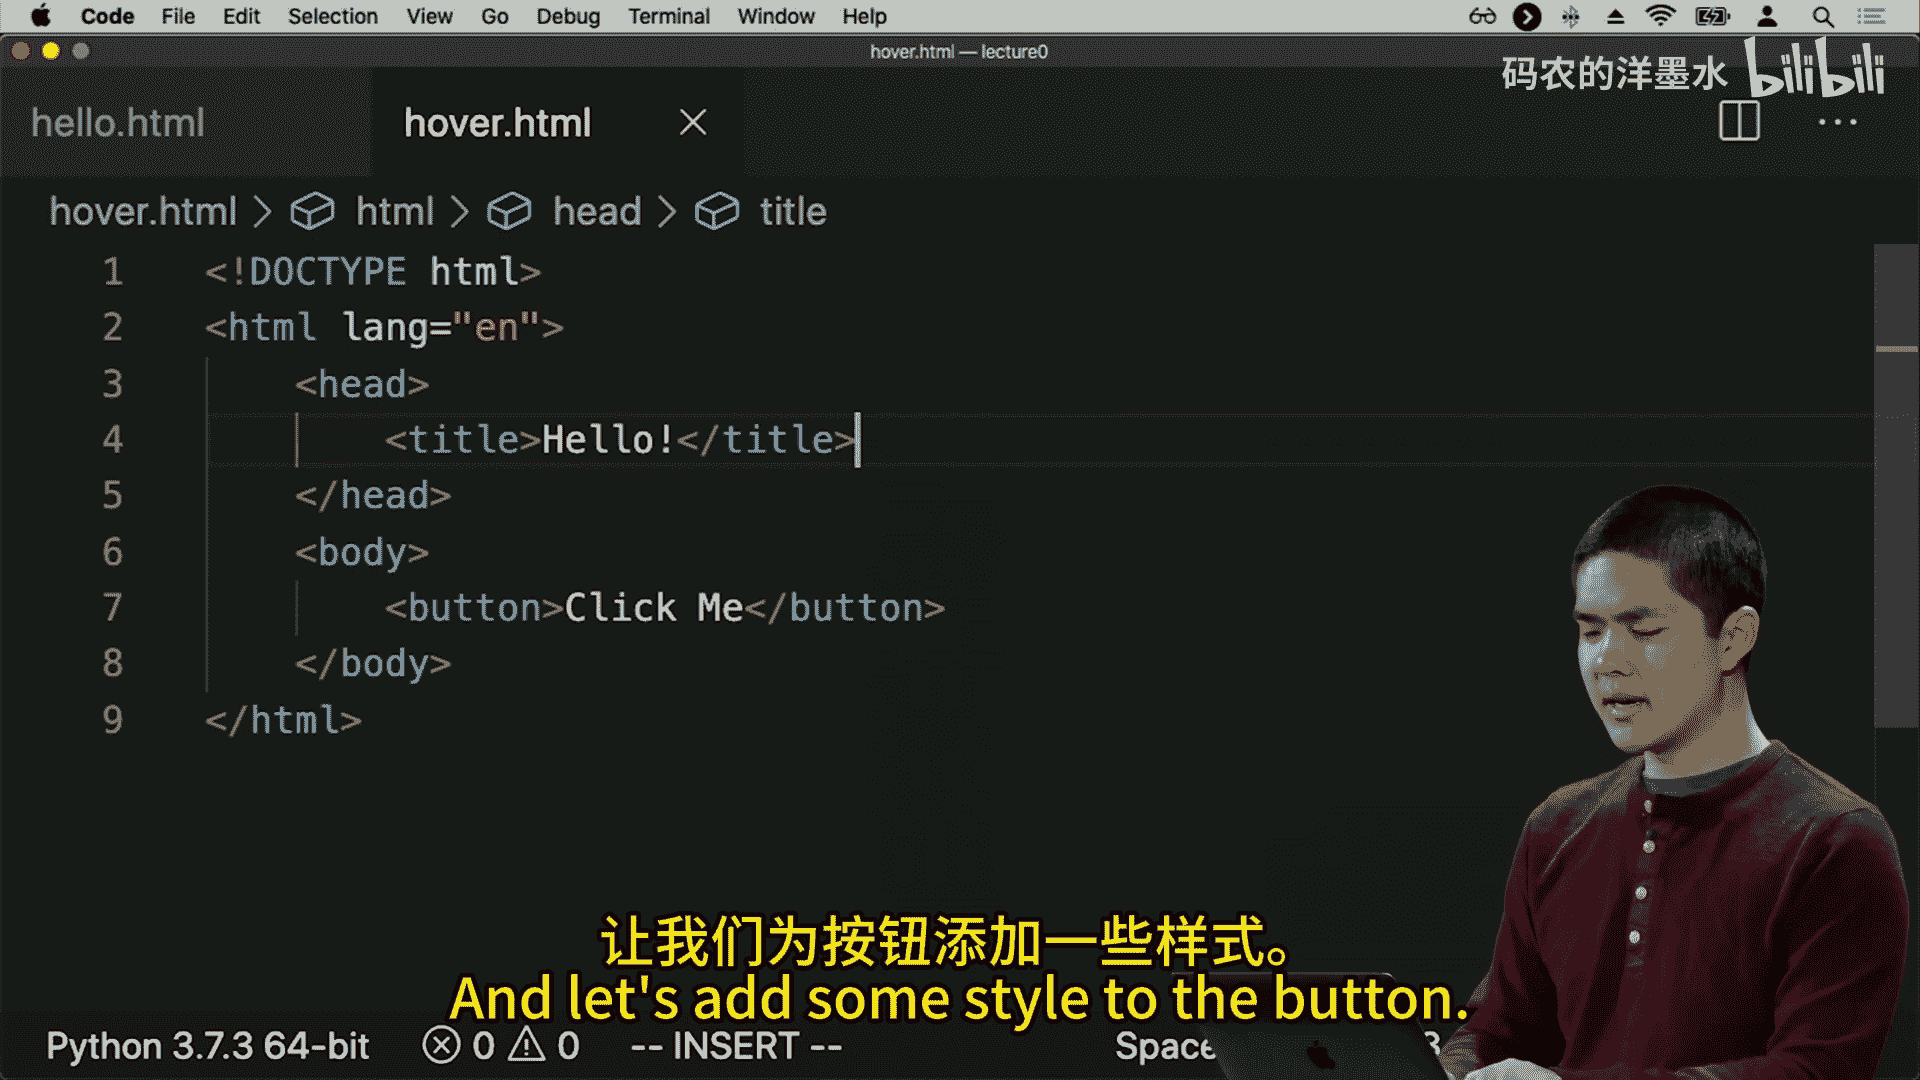 Code File Edit Selection View Go Debug Terminal Window Help
hover.html — lecture0
码农的洋墨水 bilibili
hello.html hover.html
hover.html > html > head > title
1 <!DOCTYPE html>
2 <html lang="en">
3 <head>
4 <title>Hello!</title>
5 </head>
6 <body>
7 <button>Click Me</button>
8 </body>
9 </html>
让我们为按钮添加一些样式。
And let's add some style to the button.
Python 3.7.3 64-bit 0 0 -- INSERT --